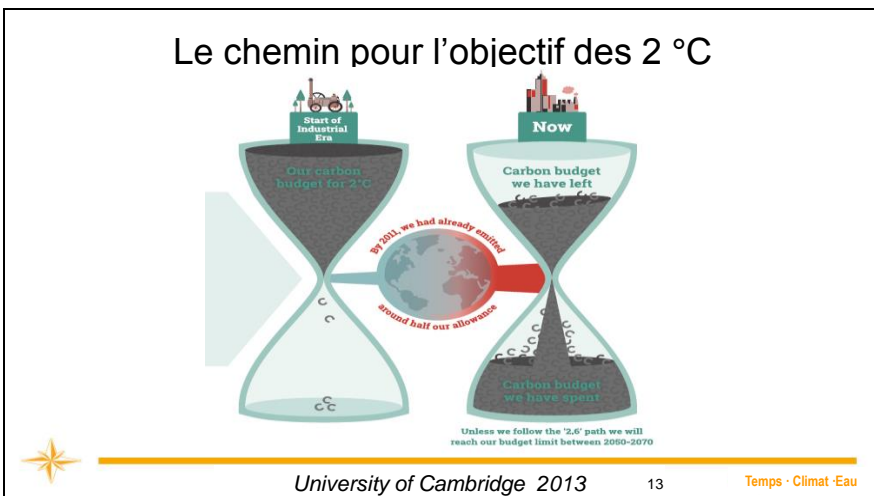 Le chemin pour l’objectif des 2 °C
Start of
Industrial
Era
Our carbon
budget for 2°C
C
C
C
C
C
Now
Carbon budget
we have left
By 2011, we had already emitted
around half our allowance
Carbon budget
we have spent
Unless we follow the '2,6' path we will
reach our budget limit between 2050-2070
University of Cambridge 2013
13
Temps · Climat ·Eau